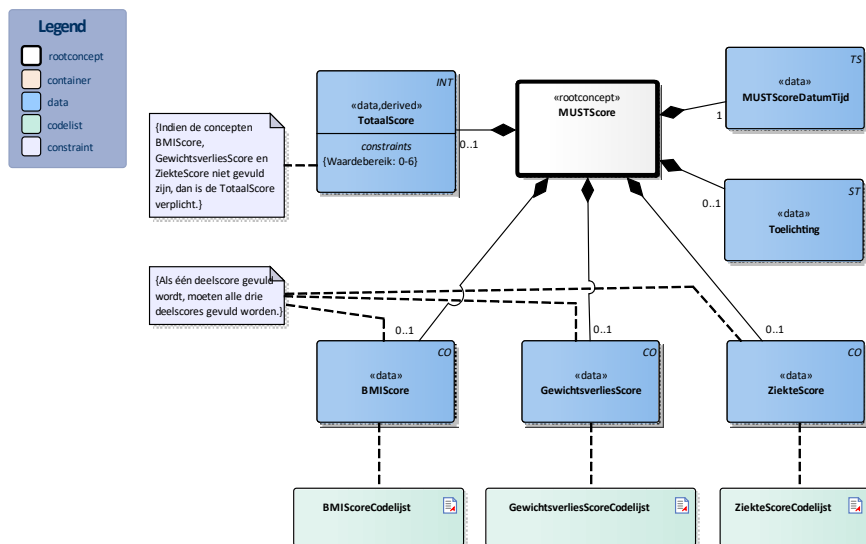 Legend
rootconcept
container
data
codelist
constraint
{Indien de concepten
BMIScore,
GewichtsverliesScore en
ZiekteScore niet gevuld
zijn, dan is de TotaalScore
verplicht.}
INT
«data,derived»
TotaalScore
constraints
{Waardebereik: 0-6}
0..1
«rootconcept»
MUSTScore
TS
«data»
MUSTScoreDatumTijd
1
ST
«data»
Toelichting
0..1
{Als één deelscore gevuld
wordt, moeten alle drie
deelscores gevuld worden.}
0..1
0..1
0..1
CO
«data»
BMIScore
CO
«data»
GewichtsverliesScore
CO
«data»
ZiekteScore
BMIScoreCodelijst
GewichtsverliesScoreCodelijst
ZiekteScoreCodelijst